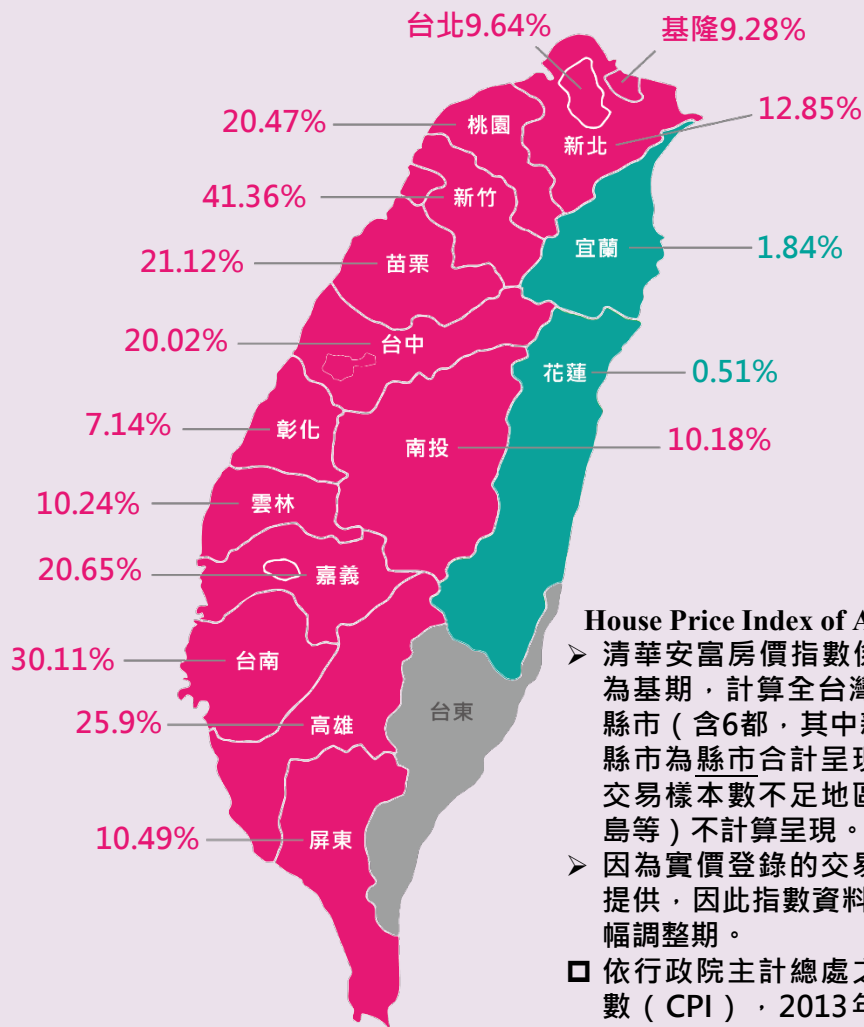 台北9.64%
基隆9.28%
20.47%
桃園
12.85%
新北
41.36%
新竹
宜蘭
1.84%
21.12%
苗栗
20.02%
台中
花蓮
0.51%
7.14%
彰化
南投
10.18%
10.24%
雲林
20.65%
嘉義
30.11%
台南
25.9%
高雄
台東
10.49%
屏東
House Price Index of
➢ 清華安富房價指數
為基期，計算全台灣
縣市（含6都，其中
縣市為縣市合計呈現
交易樣本數不足地區
島等）不計算呈現。
➢ 因為實價登錄的交易
提供，因此指數資料
幅調整期。
依行政院主計總處之
數（CPI），2013年